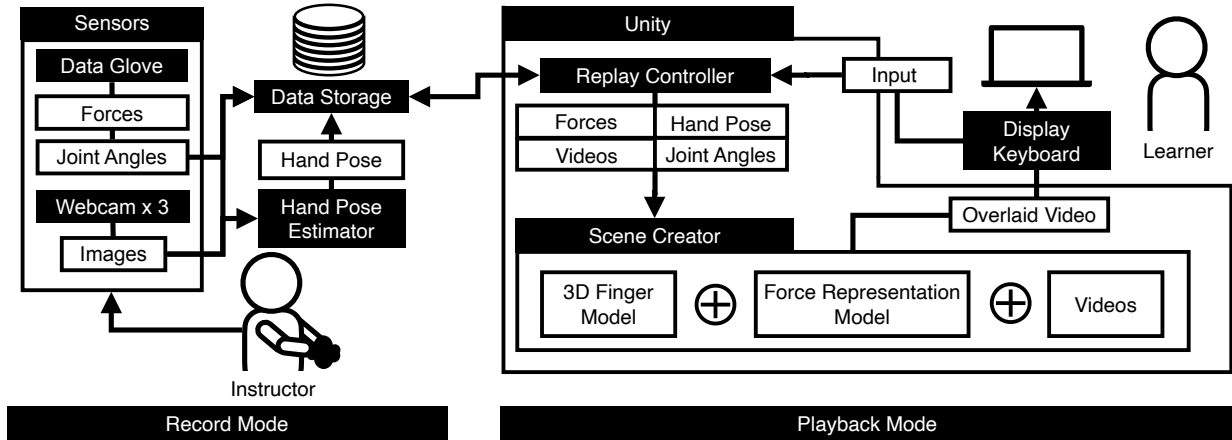 Sensors
Data Glove
Forces
Joint Angles
Webcam x 3
Images
Data Storage
Hand Pose
Hand Pose
Estimator
Instructor
Record Mode
Unity
Replay Controller
Input
Forces
Hand Pose
Videos
Joint Angles
Display
Keyboard
Learner
Overlaid Video
Scene Creator
3D Finger
Model
Force Representation
Model
Videos
Playback Mode